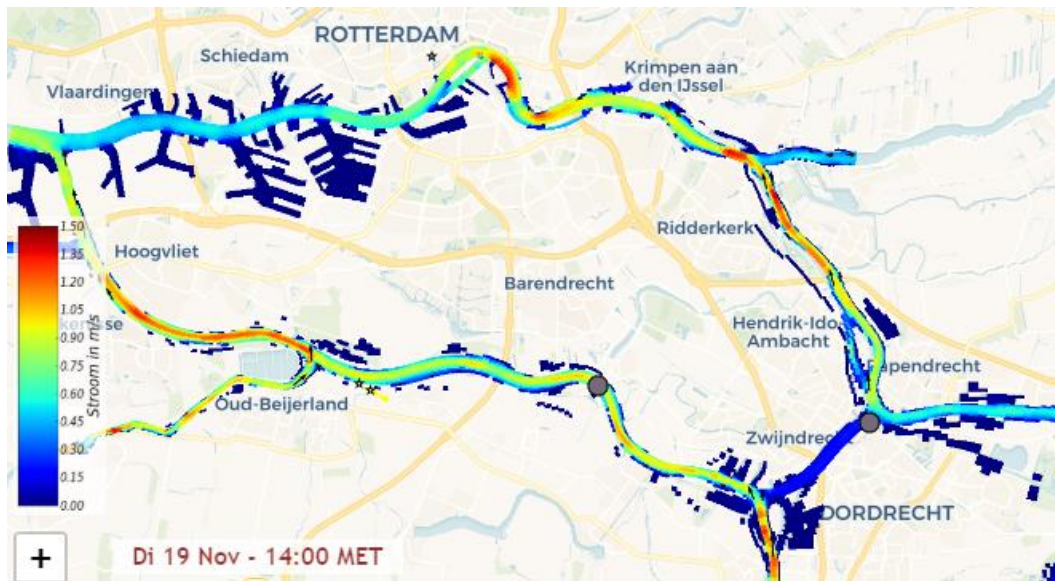 ROTTERDAM
Schiedam
Krimpen aan
den IJssel
Vlaardingen
Ridderkerk
Hoogvliet
Barendrecht
Hendrik-Ido
Ambacht
Papendrecht
Oud-Beijerland
DORDRECHT
1.50
1.35
1.20
1.05
0.90
0.75
0.60
0.45
0.30
0.15
0.00
Stroom in m/s
+
Di 19 Nov - 14:00 MET